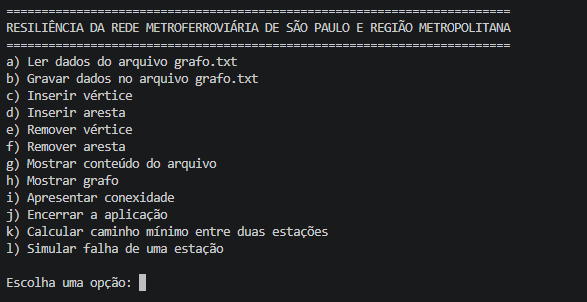 ========================================================================
RESILIÊNCIA DA REDE METROFERROVIÁRIA DE SÃO PAULO E REGIÃO METROPOLITANA
========================================================================
a) Ler dados do arquivo grafo.txt
b) Gravar dados no arquivo grafo.txt
c) Inserir vértice
d) Inserir aresta
e) Remover vértice
f) Remover aresta
g) Mostrar conteúdo do arquivo
h) Mostrar grafo
i) Apresentar conexidade
j) Encerrar a aplicação
k) Calcular caminho mínimo entre duas estações
l) Simular falha de uma estação
Escolha uma opção: